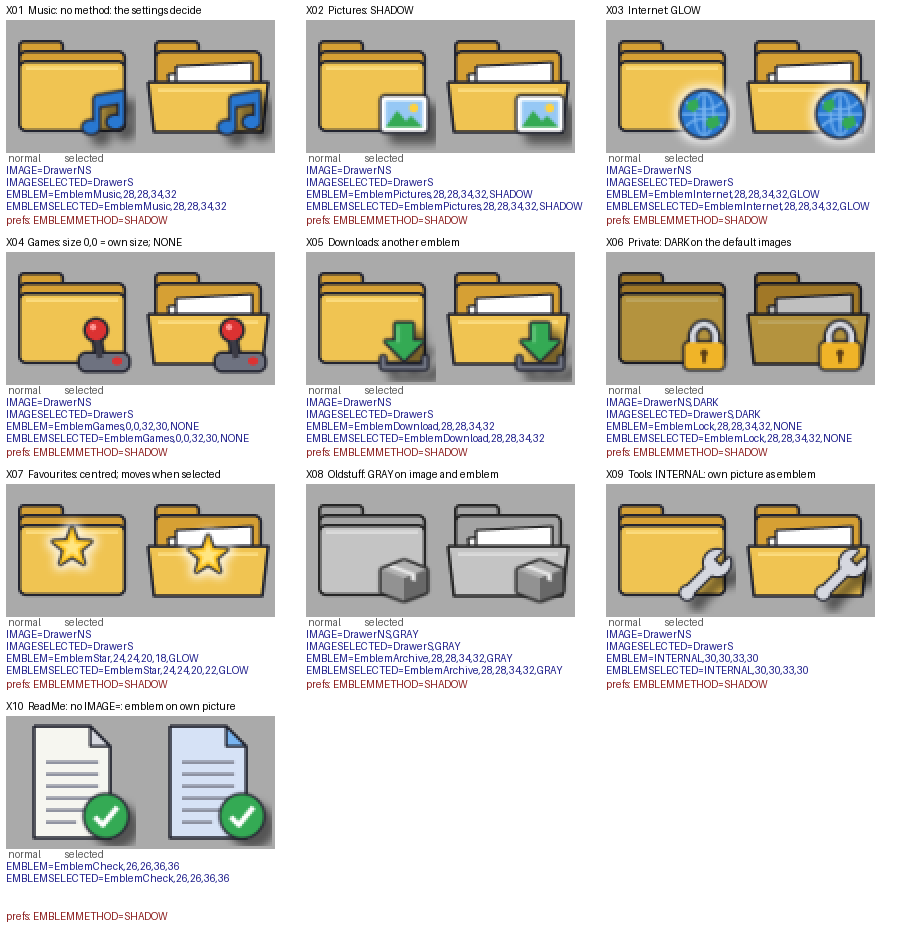 X01 Music: no method: the settings decide
normal selected
IMAGE=DrawerNS
IMAGESELECTED=DrawerS
EMBLEM=EmblemMusic,28,28,34,32
EMBLEMSELECTED=EmblemMusic,28,28,34,32
prefs: EMBLEMMETHOD=SHADOW
X02 Pictures: SHADOW
normal selected
IMAGE=DrawerNS
IMAGESELECTED=DrawerS
EMBLEM=EmblemPictures,28,28,34,32,SHADOW
EMBLEMSELECTED=EmblemPictures,28,28,34,32,SHADOW
prefs: EMBLEMMETHOD=SHADOW
X03 Internet: GLOW
normal selected
IMAGE=DrawerNS
IMAGESELECTED=DrawerS
EMBLEM=EmblemInternet,28,28,34,32,GLOW
EMBLEMSELECTED=EmblemInternet,28,28,34,32,GLOW
prefs: EMBLEMMETHOD=SHADOW
X04 Games: size 0,0 = own size; NONE
normal selected
IMAGE=DrawerNS
IMAGESELECTED=DrawerS
EMBLEM=EmblemGames,0,0,32,30,NONE
EMBLEMSELECTED=EmblemGames,0,0,32,30,NONE
prefs: EMBLEMMETHOD=SHADOW
X05 Downloads: another emblem
normal selected
IMAGE=DrawerNS
IMAGESELECTED=DrawerS
EMBLEM=EmblemDownload,28,28,34,32
EMBLEMSELECTED=EmblemDownload,28,28,34,32
prefs: EMBLEMMETHOD=SHADOW
X06 Private: DARK on the default images
normal selected
IMAGE=DrawerNS,DARK
IMAGESELECTED=DrawerS,DARK
EMBLEM=EmblemLock,28,28,34,32,NONE
EMBLEMSELECTED=EmblemLock,28,28,34,32,NONE
prefs: EMBLEMMETHOD=SHADOW
X07 Favourites: centred; moves when selected
normal selected
IMAGE=DrawerNS
IMAGESELECTED=DrawerS
EMBLEM=EmblemStar,24,24,20,18,GLOW
EMBLEMSELECTED=EmblemStar,24,24,20,22,GLOW
prefs: EMBLEMMETHOD=SHADOW
X08 Oldstuff: GRAY on image and emblem
normal selected
IMAGE=DrawerNS,GRAY
IMAGESELECTED=DrawerS,GRAY
EMBLEM=EmblemArchive,28,28,34,32,GRAY
EMBLEMSELECTED=EmblemArchive,28,28,34,32,GRAY
prefs: EMBLEMMETHOD=SHADOW
X09 Tools: INTERNAL: own picture as emblem
normal selected
IMAGE=DrawerNS
IMAGESELECTED=DrawerS
EMBLEM=INTERNAL,30,30,33,30
EMBLEMSELECTED=INTERNAL,30,30,33,30
prefs: EMBLEMMETHOD=SHADOW
X10 ReadMe: no IMAGE=: emblem on own picture
normal selected
EMBLEM=EmblemCheck,26,26,36,36
EMBLEMSELECTED=EmblemCheck,26,26,36,36
prefs: EMBLEMMETHOD=SHADOW